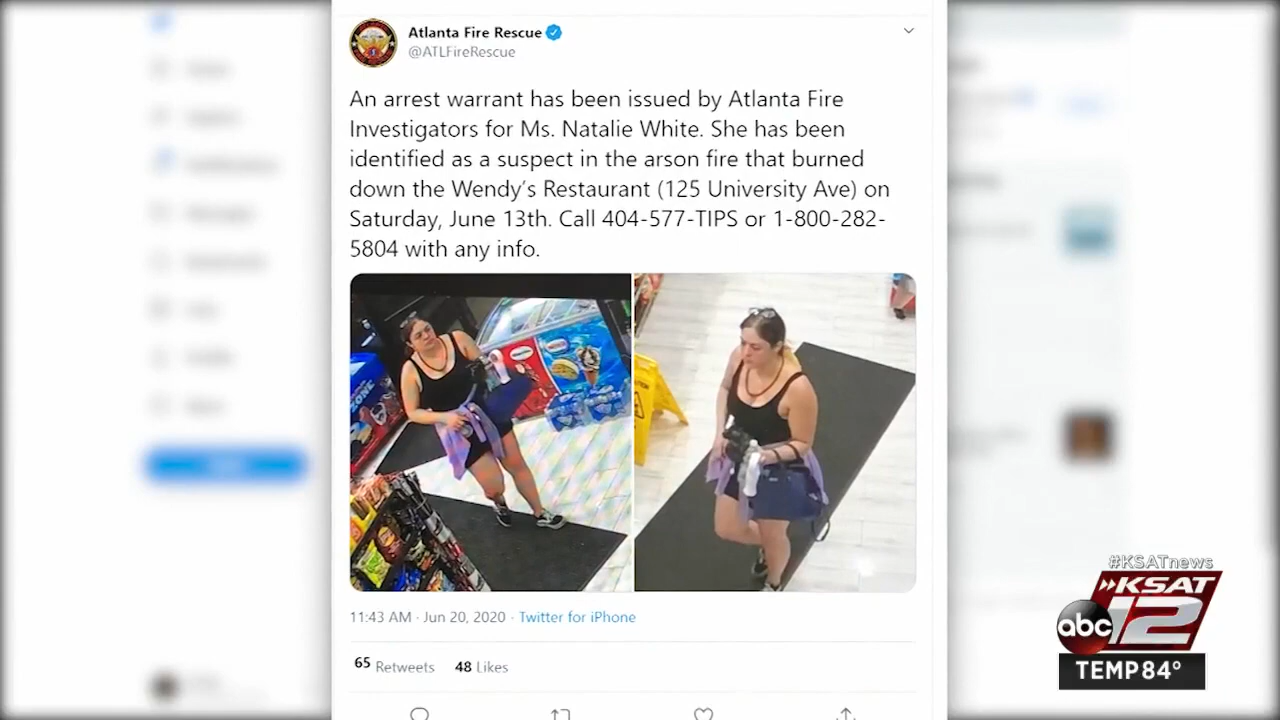 Atlanta Fire Rescue
@ATLFireRescue
An arrest warrant has been issued by Atlanta Fire
Investigators for Ms. Natalie White. She has been
identified as a suspect in the arson fire that burned
down the Wendy's Restaurant (125 University Ave) on
Saturday, June 13th. Call 404-577-TIPS or 1-800-282-
5804 with any info.
ZONE
11:43 AM · Jun 20, 2020 · Twitter for iPhone
65 Retweets 48 Likes
#KSATnews
KSAT
abc 12
TEMP 84°